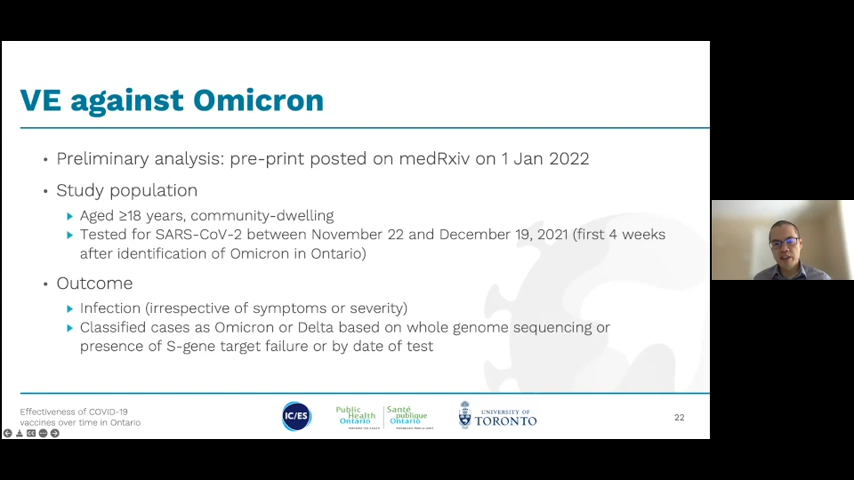 VE against Omicron
• Preliminary analysis: pre-print posted on medRxiv on 1 Jan 2022
• Study population
Aged ≥18 years, community-dwelling
Tested for SARS-CoV-2 between November 22 and December 19, 2021 (first 4 weeks
after identification of Omicron in Ontario)
• Outcome
Infection (irrespective of symptoms or severity)
Classified cases as Omicron or Delta based on whole genome sequencing or
presence of S-gene target failure or by date of test
Effectiveness of COVID-19
vaccines over time in Ontario
IC/ES
Public Health Ontario
Santé publique Ontario
UNIVERSITY OF
TORONTO
22